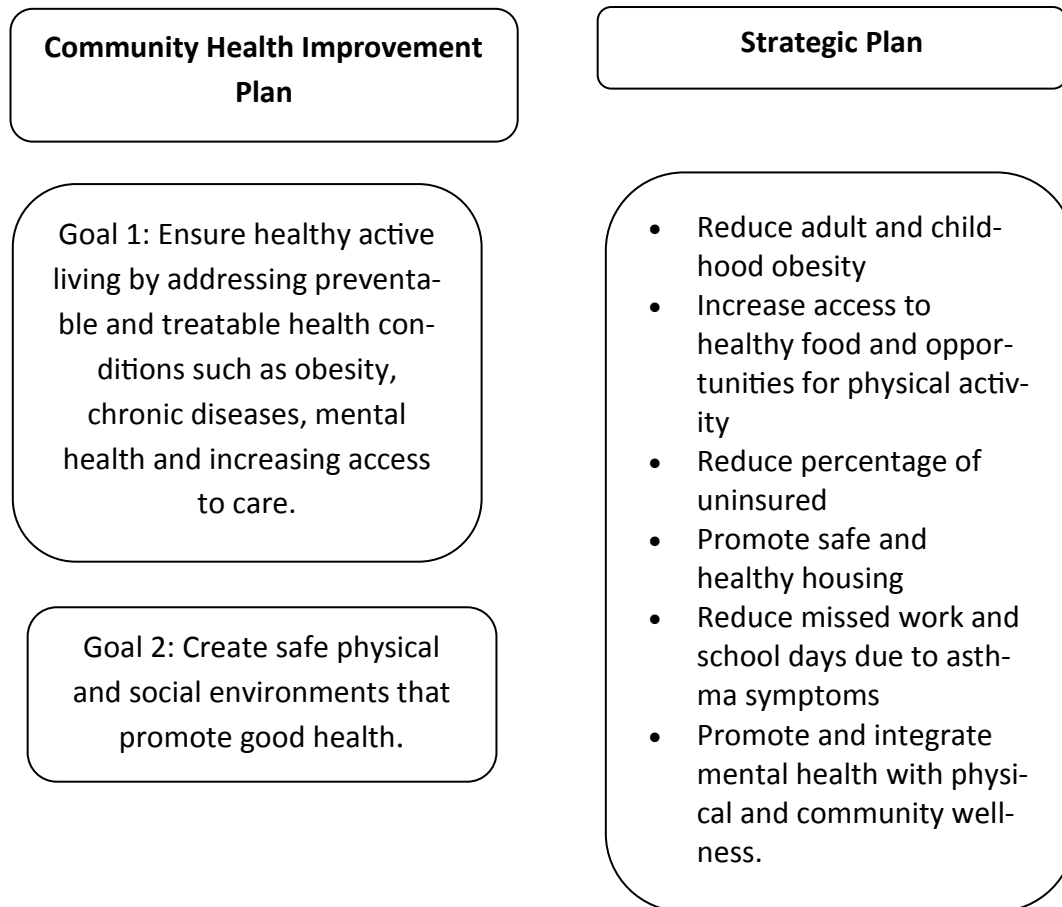 Community Health Improvement
Plan
Goal 1: Ensure healthy active
living by addressing preventa-
ble and treatable health con-
ditions such as obesity,
chronic diseases, mental
health and increasing access
to care.
Goal 2: Create safe physical
and social environments that
promote good health.
Strategic Plan
• Reduce adult and child-
hood obesity
• Increase access to
healthy food and oppor-
tunities for physical activ-
ity
• Reduce percentage of
uninsured
• Promote safe and
healthy housing
• Reduce missed work and
school days due to asth-
ma symptoms
• Promote and integrate
mental health with physi-
cal and community well-
ness.